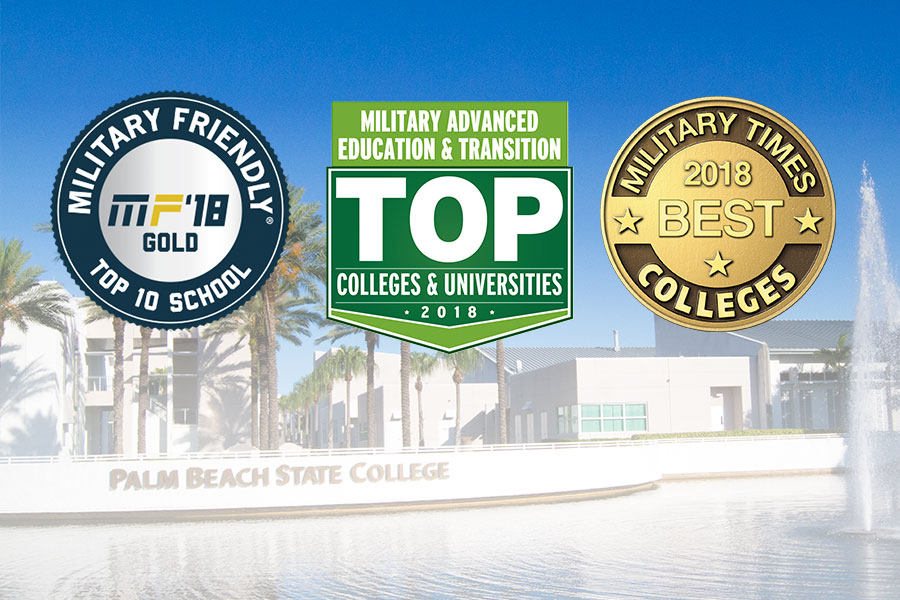 MILITARY FRIENDLY®
MF'18
GOLD
TOP 10 SCHOOL
MILITARY ADVANCED
EDUCATION & TRANSITION
TOP
COLLEGES & UNIVERSITIES
2018
MILITARY TIMES
2018
BEST
COLLEGES
PALM BEACH STATE COLLEGE